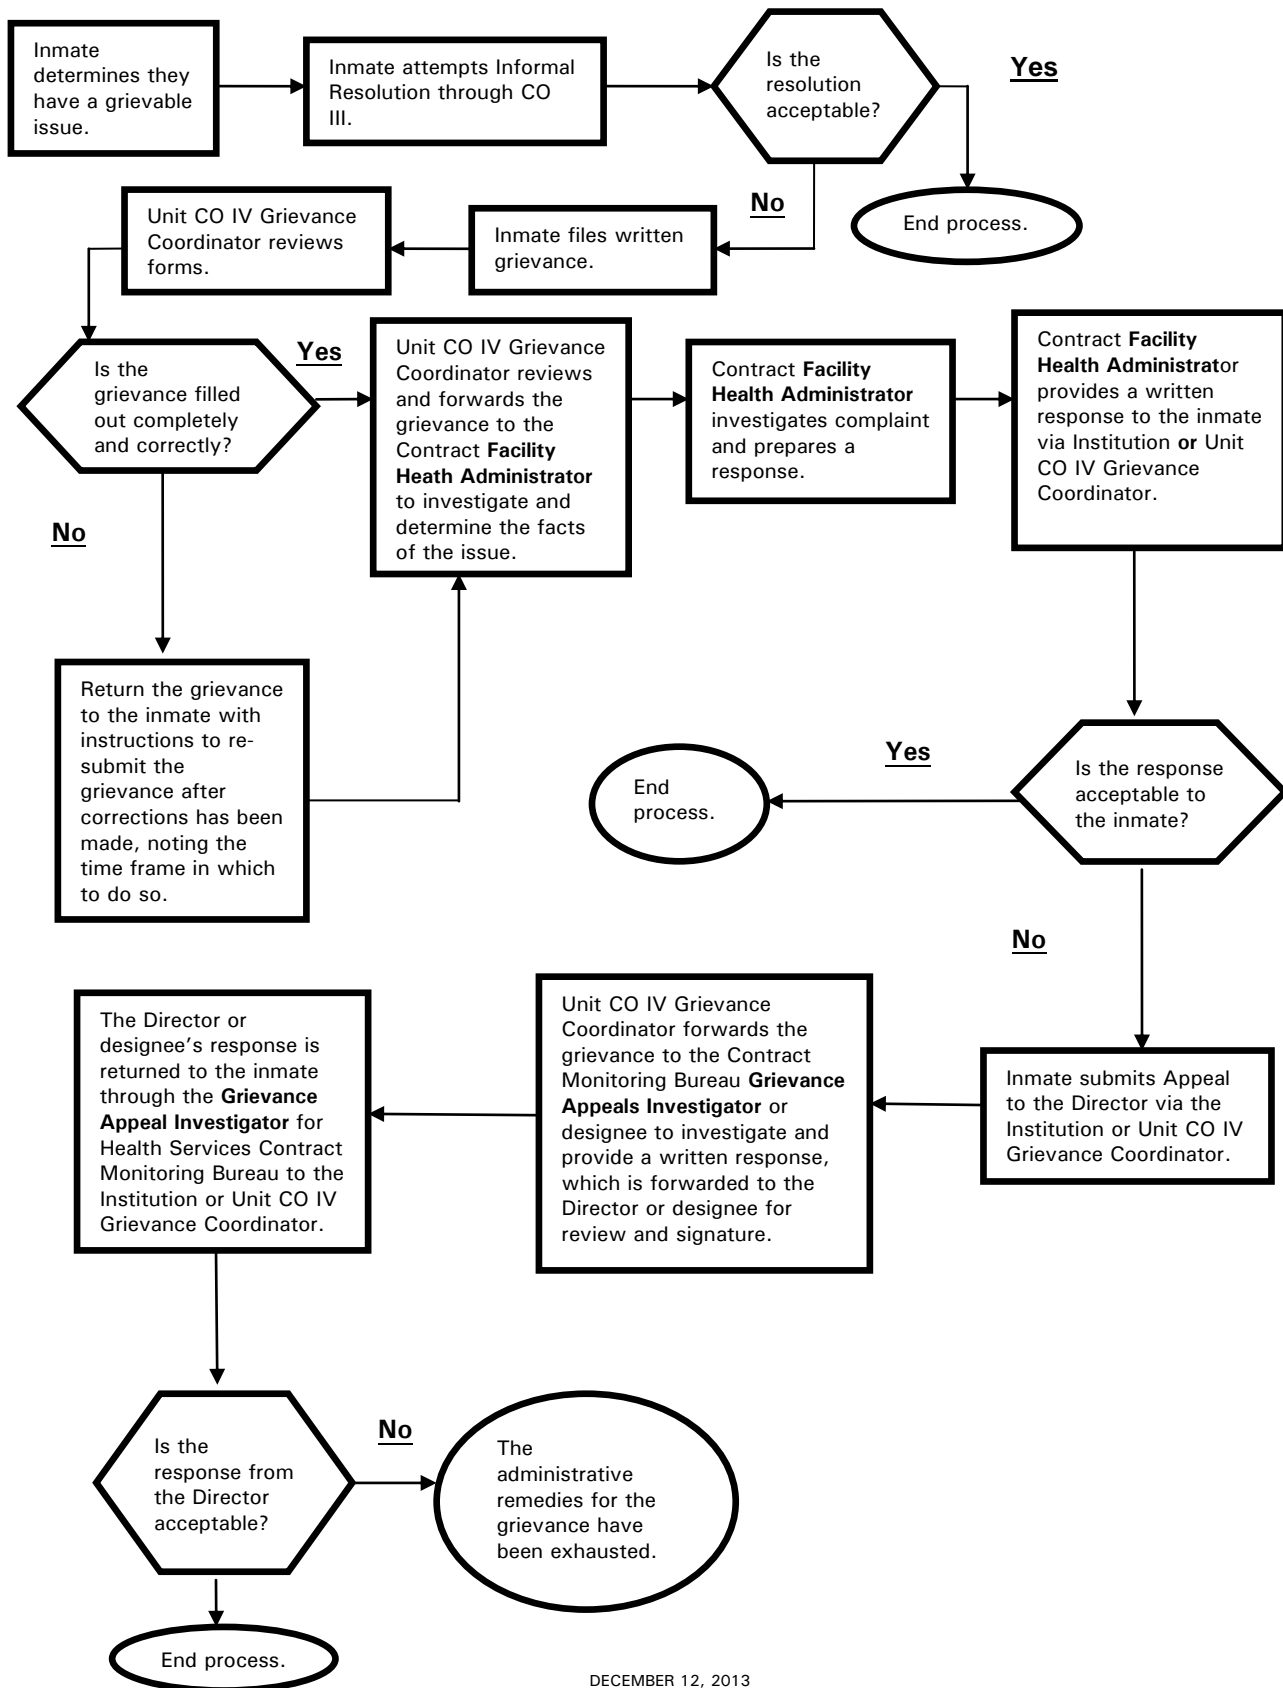 Inmate
determines they
have a grievable
issue.
Inmate attempts Informal
Resolution through CO
III.
Is the
resolution
acceptable?
Yes
End process.
No
Inmate files written
grievance.
Unit CO IV Grievance
Coordinator reviews
forms.
Is the
grievance filled
out completely
and correctly?
Yes
Unit CO IV Grievance
Coordinator reviews
and forwards the
grievance to the
Contract Facility
Heath Administrator
to investigate and
determine the facts
of the issue.
Contract Facility
Health Administrator
investigates complaint
and prepares a
response.
Contract Facility
Health Administrator
provides a written
response to the inmate
via Institution or Unit
CO IV Grievance
Coordinator.
No
Return the grievance
to the inmate with
instructions to re-
submit the
grievance after
corrections has been
made, noting the
time frame in which
to do so.
Is the response
acceptable to
the inmate?
Yes
End
process.
No
Inmate submits Appeal
to the Director via the
Institution or Unit CO IV
Grievance Coordinator.
Unit CO IV Grievance
Coordinator forwards the
grievance to the Contract
Monitoring Bureau Grievance
Appeals Investigator or
designee to investigate and
provide a written response,
which is forwarded to the
Director or designee for
review and signature.
The Director or
designee’s response is
returned to the inmate
through the Grievance
Appeal Investigator for
Health Services Contract
Monitoring Bureau to the
Institution or Unit CO IV
Grievance Coordinator.
Is the
response from
the Director
acceptable?
No
The
administrative
remedies for the
grievance have
been exhausted.
End process.
DECEMBER 12, 2013